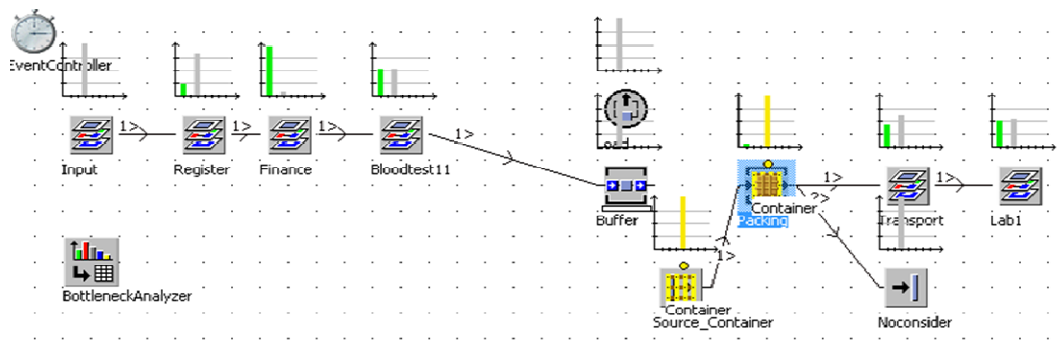 EventController
1>
1>
1>
1>
Input
Register
Finance
Bloodtest11
Load
Buffer
Container
Packing
1>
2>
1>
Transport
Lab1
1>
Container
Source_Container
Noconsider
BottleneckAnalyzer